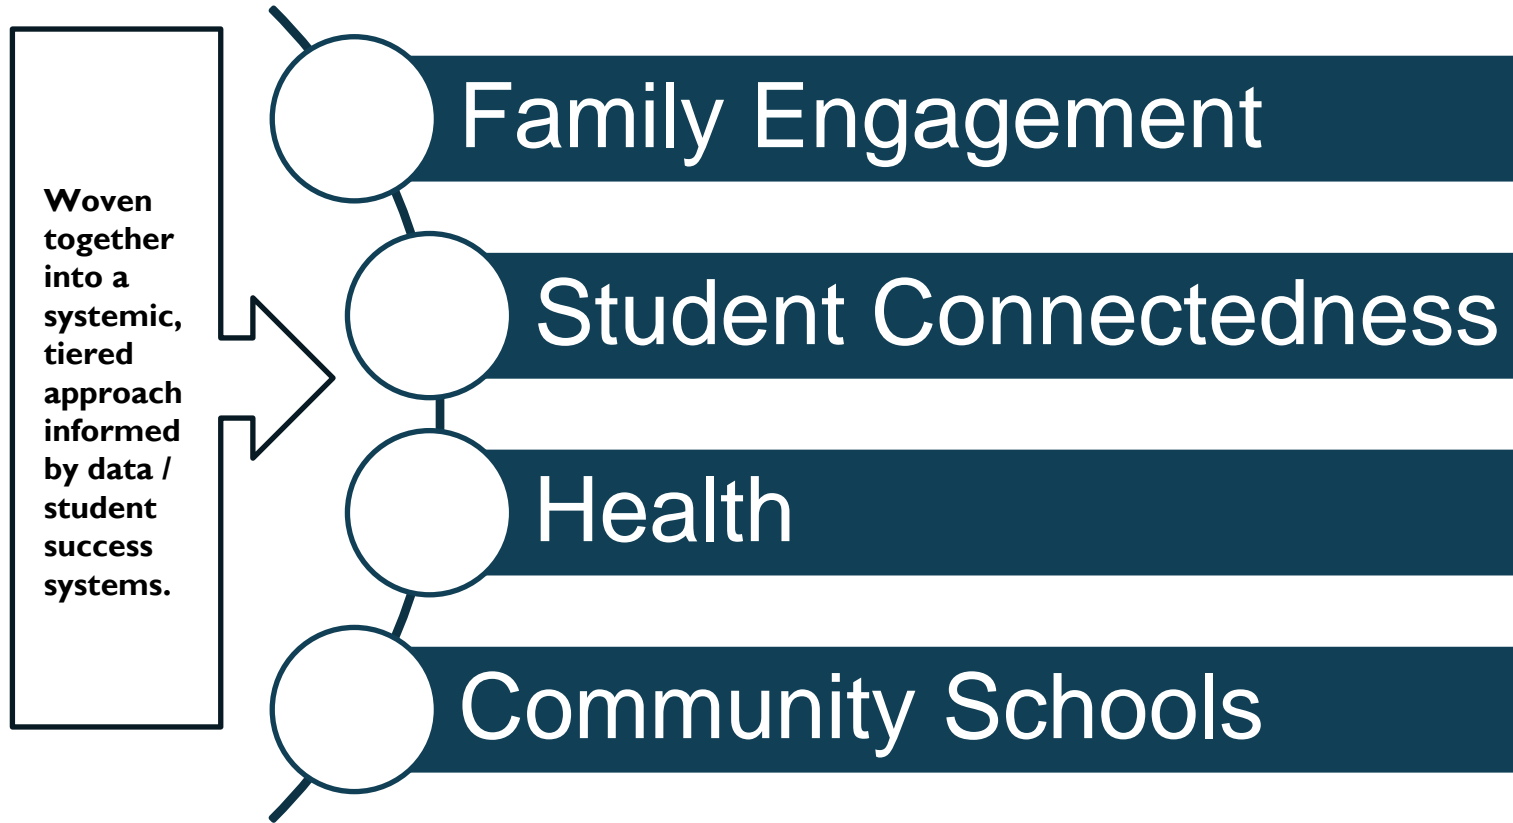 Woven
together
into a
systemic,
tiered
approach
informed
by data /
student
success
systems.
Family Engagement
Student Connectedness
Health
Community Schools